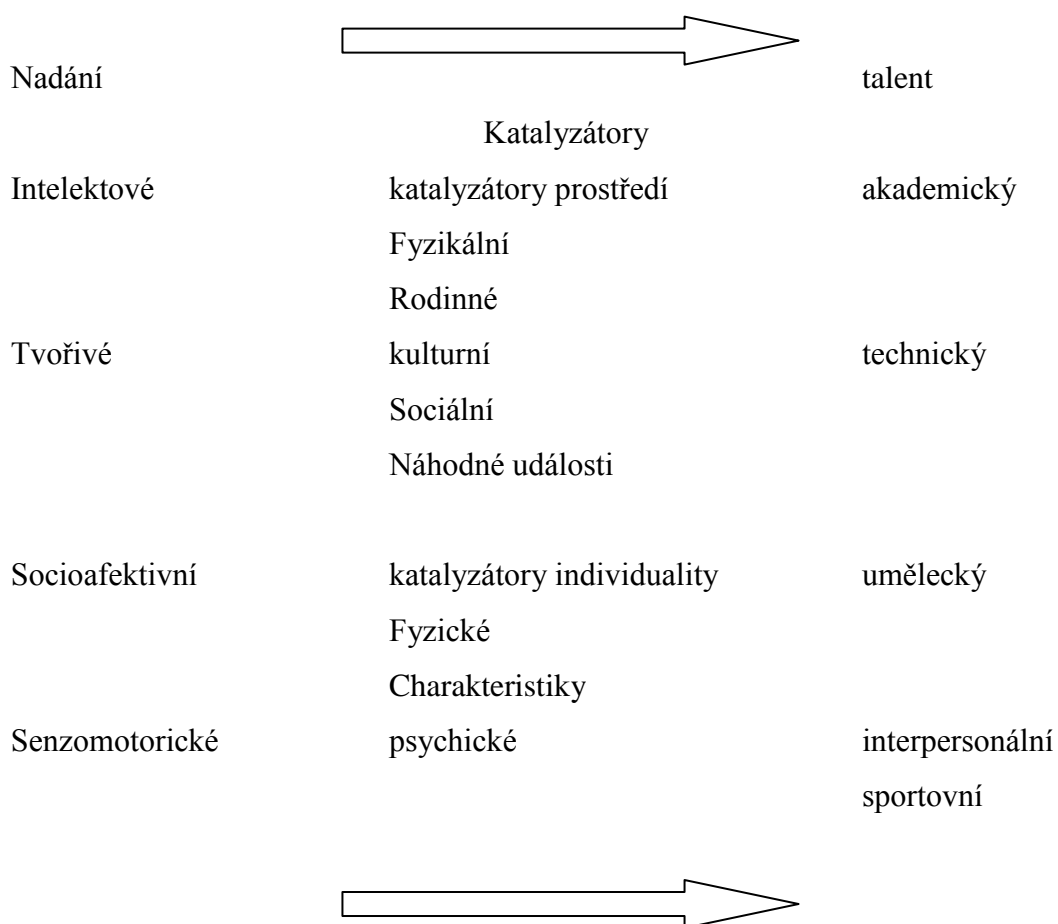 Nadání talent
Katalyzátory
Intelektové katalyzátory prostředí akademický
Fyzikální
Rodinné
Tvořivé kulturní technický
Sociální
Náhodné události
Socioafektivní katalyzátory individuality umělecký
Fyzické
Charakteristiky
Senzomotorické psychické interpersonální
sportovní